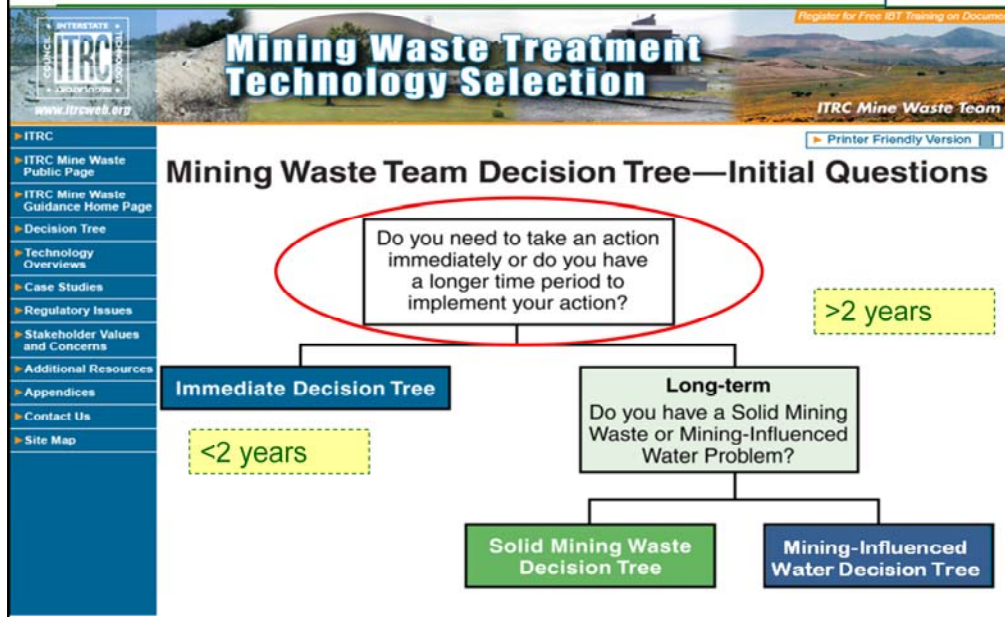 Register for Free IBT Training on Docume
INTERSTATE
COUNCIL
ITRC
TECHNOLOGY
REGULATORY
www.itrcweb.org
Mining Waste Treatment
Technology Selection
ITRC Mine Waste Team
Printer Friendly Version
ITRC
ITRC Mine Waste
Public Page
ITRC Mine Waste
Guidance Home Page
Decision Tree
Technology
Overviews
Case Studies
Regulatory Issues
Stakeholder Values
and Concerns
Additional Resources
Appendices
Contact Us
Site Map
Mining Waste Team Decision Tree—Initial Questions
Do you need to take an action
immediately or do you have
a longer time period to
implement your action?
>2 years
Immediate Decision Tree
<2 years
Long-term
Do you have a Solid Mining
Waste or Mining-Influenced
Water Problem?
Solid Mining Waste
Decision Tree
Mining-Influenced
Water Decision Tree